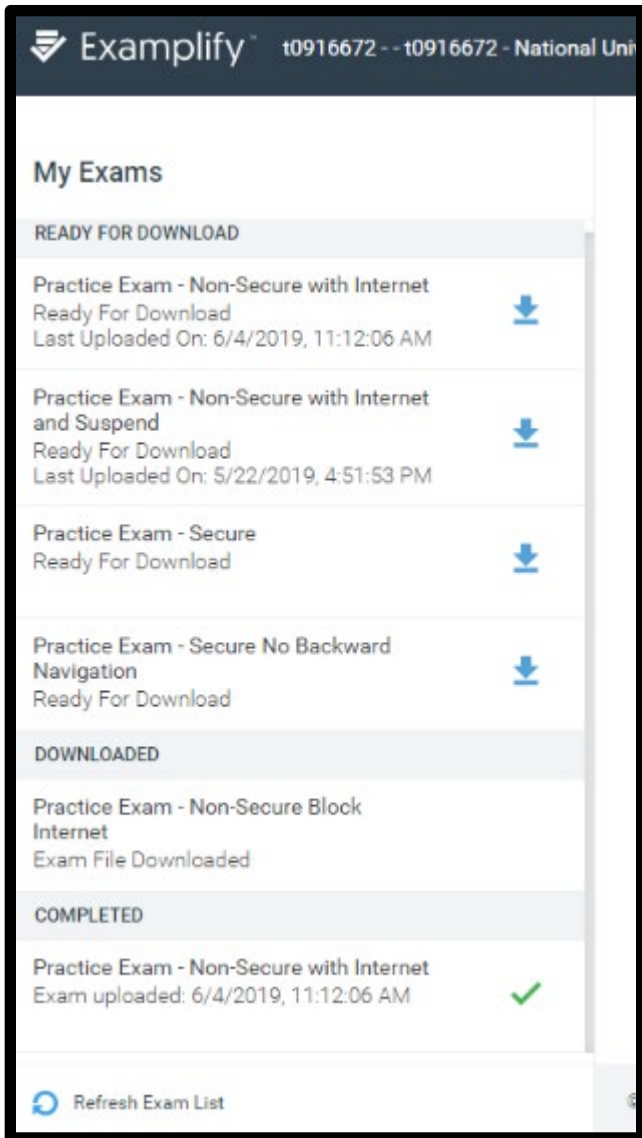 Examplify™ t0916672 - - t0916672 - National Uni
My Exams
READY FOR DOWNLOAD
Practice Exam - Non-Secure with Internet
Ready For Download
Last Uploaded On: 6/4/2019, 11:12:06 AM
Practice Exam - Non-Secure with Internet
and Suspend
Ready For Download
Last Uploaded On: 5/22/2019, 4:51:53 PM
Practice Exam - Secure
Ready For Download
Practice Exam - Secure No Backward
Navigation
Ready For Download
DOWNLOADED
Practice Exam - Non-Secure Block
Internet
Exam File Downloaded
COMPLETED
Practice Exam - Non-Secure with Internet
Exam uploaded: 6/4/2019, 11:12:06 AM
Refresh Exam List